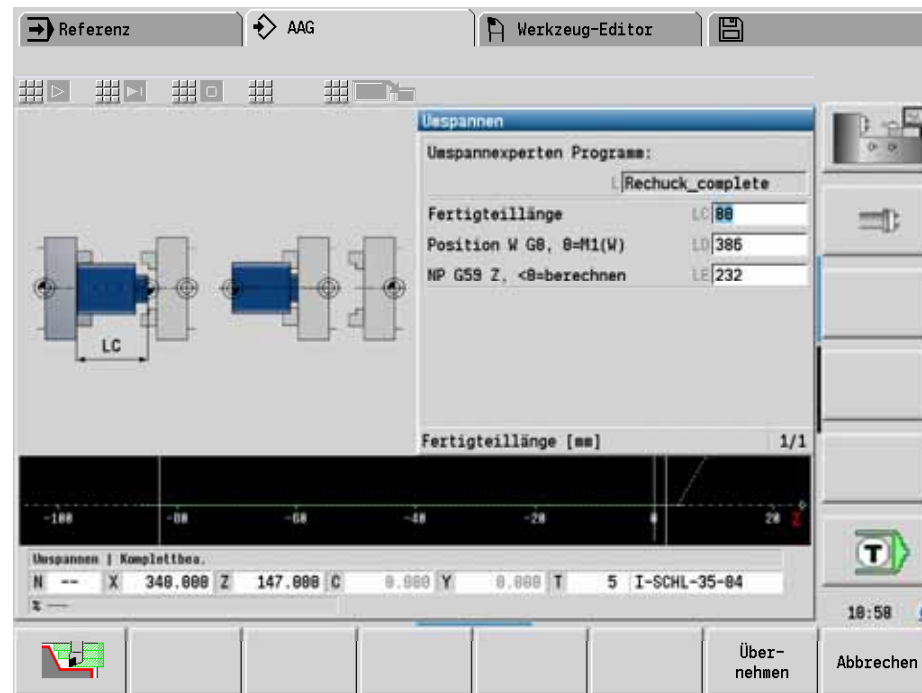 Referenz
AAG
Werkzeug-Editor
Umspannen
Umspannexperten Programm:
L Rechuck_complete
Fertigteillänge LC 80
Position W G0, 0=M1(W) LD 386
NP G59 Z, <0=berechnen LE 232
LC
Fertigteillänge [mm] 1/1
-100 -80 -60 -40 -20 0 20 Z
Umspannen | Komplettbea.
N -- X 340.000 Z 147.000 C 0.000 Y 0.000 T 5 I-SCHL-35-04
% ---
T
10:58
Über-
nehmen
Abbrechen